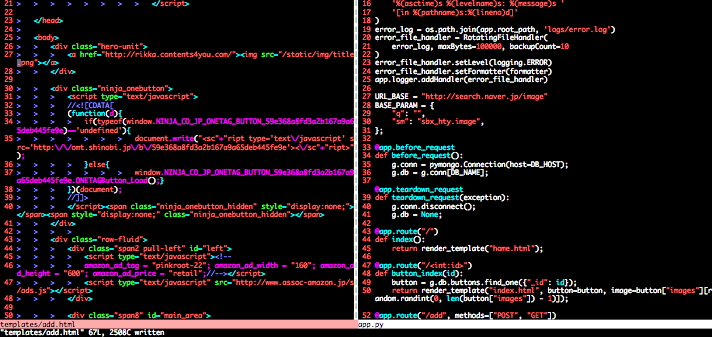 21 > > > > > > </script>
22
23 > </head>
24
25 > <body>
26 > > <div class="hero-unit">
27 > > > <a href="http://rikka.contents4you.com/"><img src="/static/img/title
.png"></a>
28 > > </div>
29
30 > > <div class="ninja_onebutton">
31 > > > <script type="text/javascript">
32 > > > //<![CDATA[
33 > > > (function(d){
34 > > > > if(typeof(window.NINJA_CO_JP_ONETAG_BUTTON_59e368a8fd3a2b167a9a
65deb445fe9e)=='undefined'){
35 > > > > > document.write("<sc"+"ript type='text\/javascript' s
rc='http:\/\/omt.shinobi.jp\/b\/59e368a8fd3a2b167a9a65deb445fe9e'><\/sc"+"ript>")
;
36 > > > > }else{
37 > > > > > window.NINJA_CO_JP_ONETAG_BUTTON_59e368a8fd3a2b167a9
a65deb445fe9e.ONETAGButton_Load();}
38 > > > })(document);
39 > > > //]]>
40 > > > </script><span class="ninja_onebutton_hidden" style="display:none;">
</span><span style="display:none;" class="ninja_onebutton_hidden"></span>
41 > > </div>
42 > >
43 > > <div class="row-fluid">
44 > > > <div class="span2 pull-left" id="left">
45 > > > > <script type="text/javascript"><!--
46 > > > > amazon_ad_tag = "pinkroot-22"; amazon_ad_width = "160"; amazon_a
d_height = "600"; amazon_ad_price = "retail";//--></script>
47 > > > > <script type="text/javascript" src="http://www.assoc-amazon.jp/s
/ads.js"></script>
48 > > > </div>
49
50 > > > <div class="span8" id="main_area">
templates/add.html
"templates/add.html" 67L, 2508C written
16 '%(asctime)s %(levelname)s: %(message)s '
17 '[in %(pathname)s:%(lineno)d]'
18 )
19 error_log = os.path.join(app.root_path, 'logs/error.log')
20 error_file_handler = RotatingFileHandler(
21 error_log, maxBytes=100000, backupCount=10
22 )
23 error_file_handler.setLevel(logging.ERROR)
24 error_file_handler.setFormatter(formatter)
25 app.logger.addHandler(error_file_handler)
26
27 URL_BASE = "http://search.naver.jp/image"
28 BASE_PARAM = {
29 "q": "",
30 "sm": "sbx_hty.image",
31 };
32
33 @app.before_request
34 def before_request():
35 g.conn = pymongo.Connection(host=DB_HOST);
36 g.db = g.conn[DB_NAME];
37
38 @app.teardown_request
39 def teardown_request(exception):
40 g.conn.disconnect();
41 g.db = None;
42
43 @app.route("/")
44 def index():
45 return render_template("home.html");
46
47 @app.route("/<int:id>")
48 def button_index(id):
49 button = g.db.buttons.find_one({"_id": id});
50 return render_template("index.html", button=button, image=button["images"][r
andom.randint(0, len(button["images"]) - 1)]);
51
52 @app.route("/add", methods=["POST", "GET"])
app.py